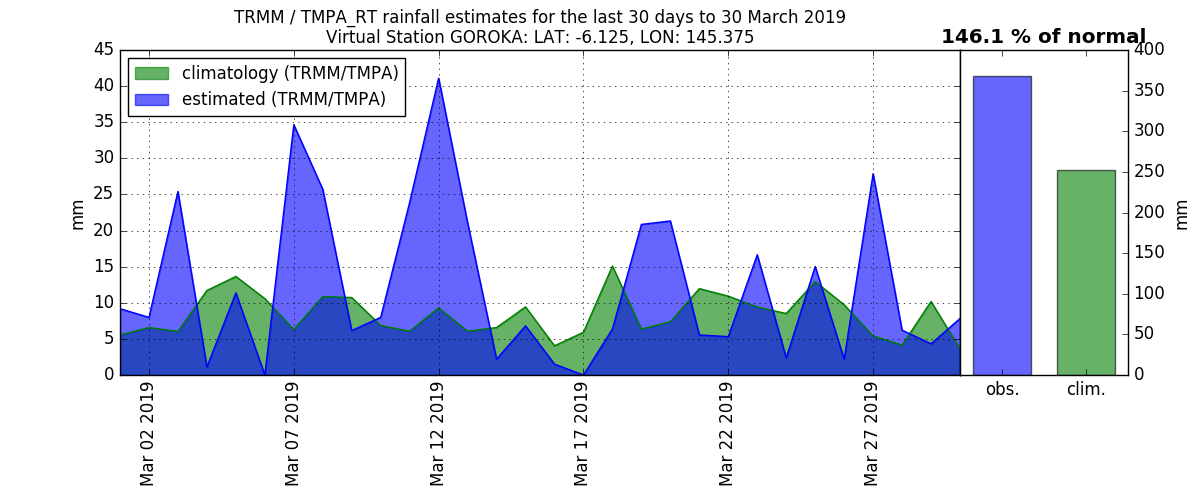 TRMM / TMPA_RT rainfall estimates for the last 30 days to 30 March 2019
Virtual Station GOROKA: LAT: -6.125, LON: 145.375
146.1 % of normal
climatology (TRMM/TMPA)
estimated (TRMM/TMPA)
mm
45
40
35
30
25
20
15
10
5
0
Mar 02 2019
Mar 07 2019
Mar 12 2019
Mar 17 2019
Mar 22 2019
Mar 27 2019
400
350
300
250
200
150
100
50
0
mm
obs.
clim.